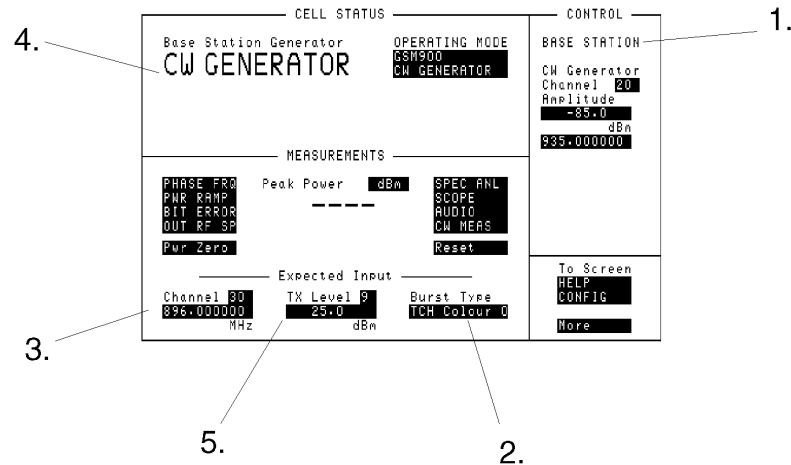 CELL STATUS
CONTROL
1.
4.
Base Station Generator
CW GENERATOR
OPERATING MODE
GSM900
CW GENERATOR
BASE STATION
CW Generator
Channel 20
Amplitude
-85.0
dBm
935.000000
MEASUREMENTS
PHASE FRQ
PWR RAMP
BIT ERROR
OUT RF SP
Pwr Zero
Peak Power dBm
----
SPEC ANL
SCOPE
AUDIO
CW MEAS
Reset
Expected Input
Channel 30
896.000000
MHz
TX Level 9
25.0
dBm
Burst Type
TCH Colour 0
To Screen
HELP
CONFIG
More
3.
5.
2.